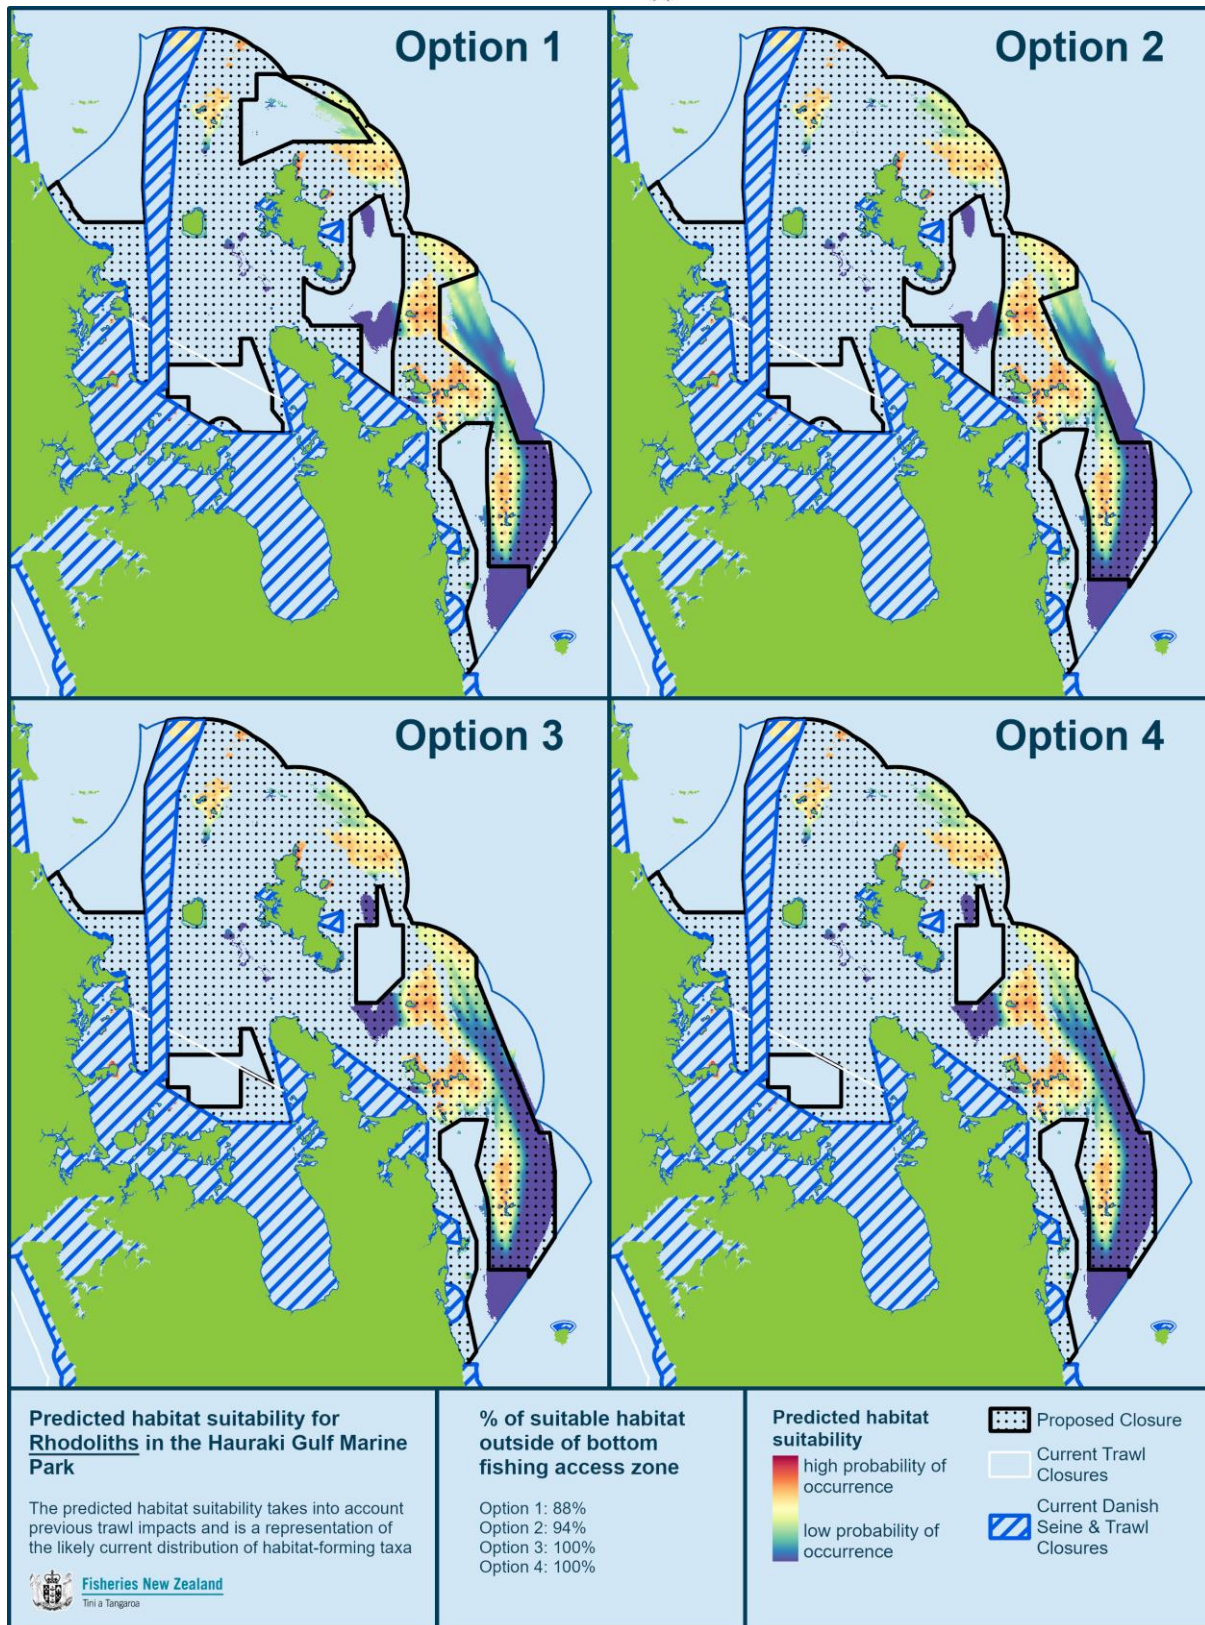 Option 1
Option 2
Option 3
Option 4
Predicted habitat suitability for
Rhodoliths in the Hauraki Gulf Marine
Park
The predicted habitat suitability takes into account
previous trawl impacts and is a representation of
the likely current distribution of habitat-forming taxa
Fisheries New Zealand
Tini a Tangaroa
% of suitable habitat
outside of bottom
fishing access zone
Option 1: 88%
Option 2: 94%
Option 3: 100%
Option 4: 100%
Predicted habitat
suitability
high probability of
occurrence
low probability of
occurrence
Proposed Closure
Current Trawl
Closures
Current Danish
Seine & Trawl
Closures